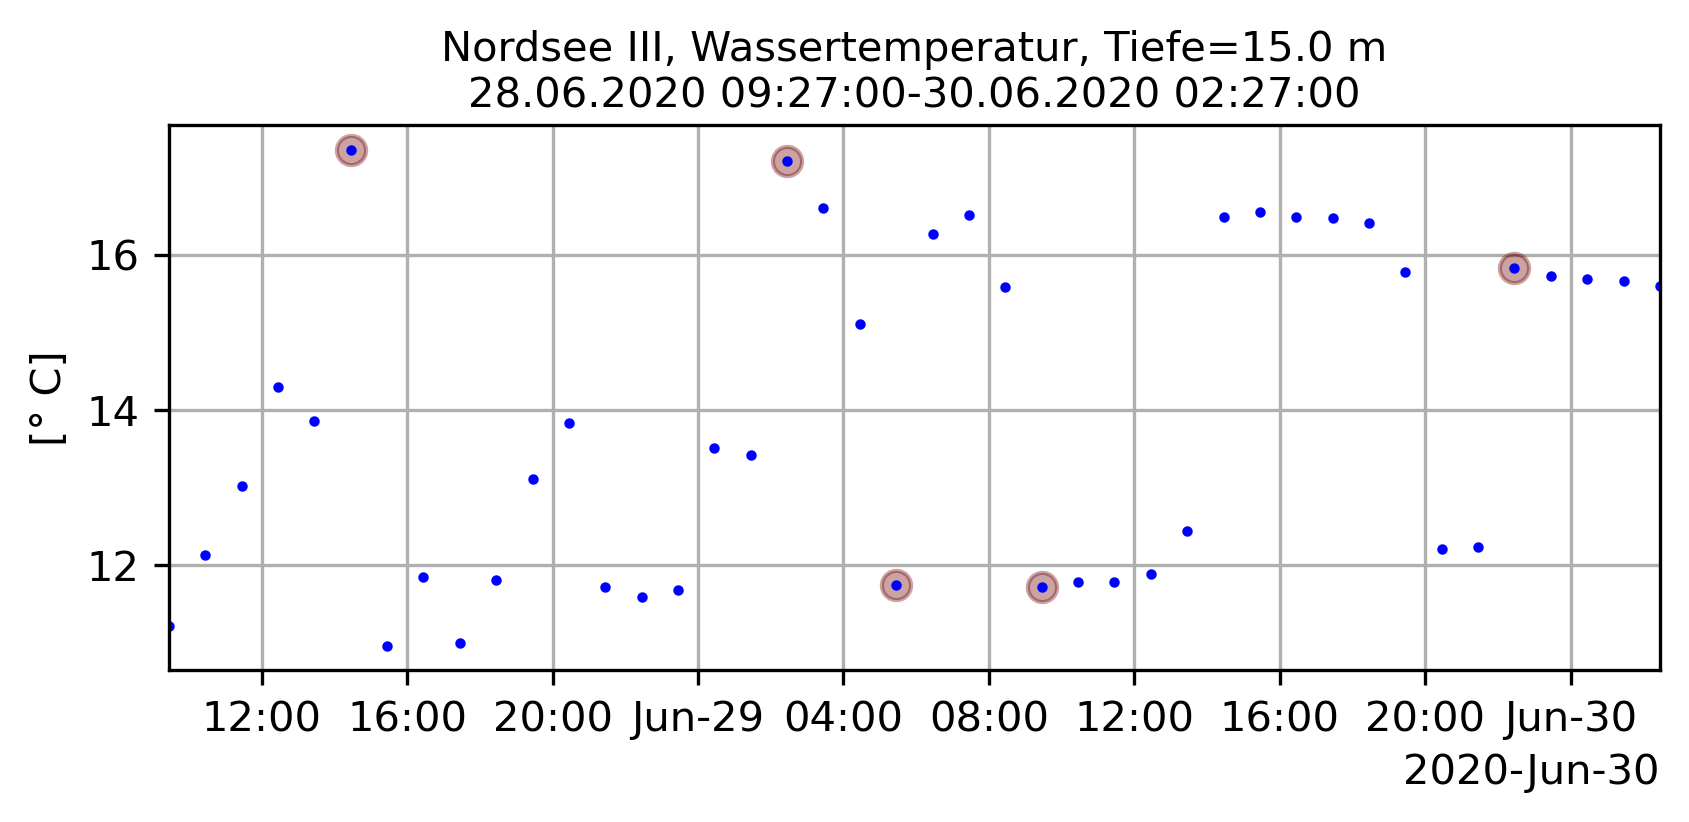 Nordsee III, Wassertemperatur, Tiefe=15.0 m
28.06.2020 09:27:00-30.06.2020 02:27:00
[° C]
16
14
12
12:00 16:00 20:00 Jun-29 04:00 08:00 12:00 16:00 20:00 Jun-30
2020-Jun-30